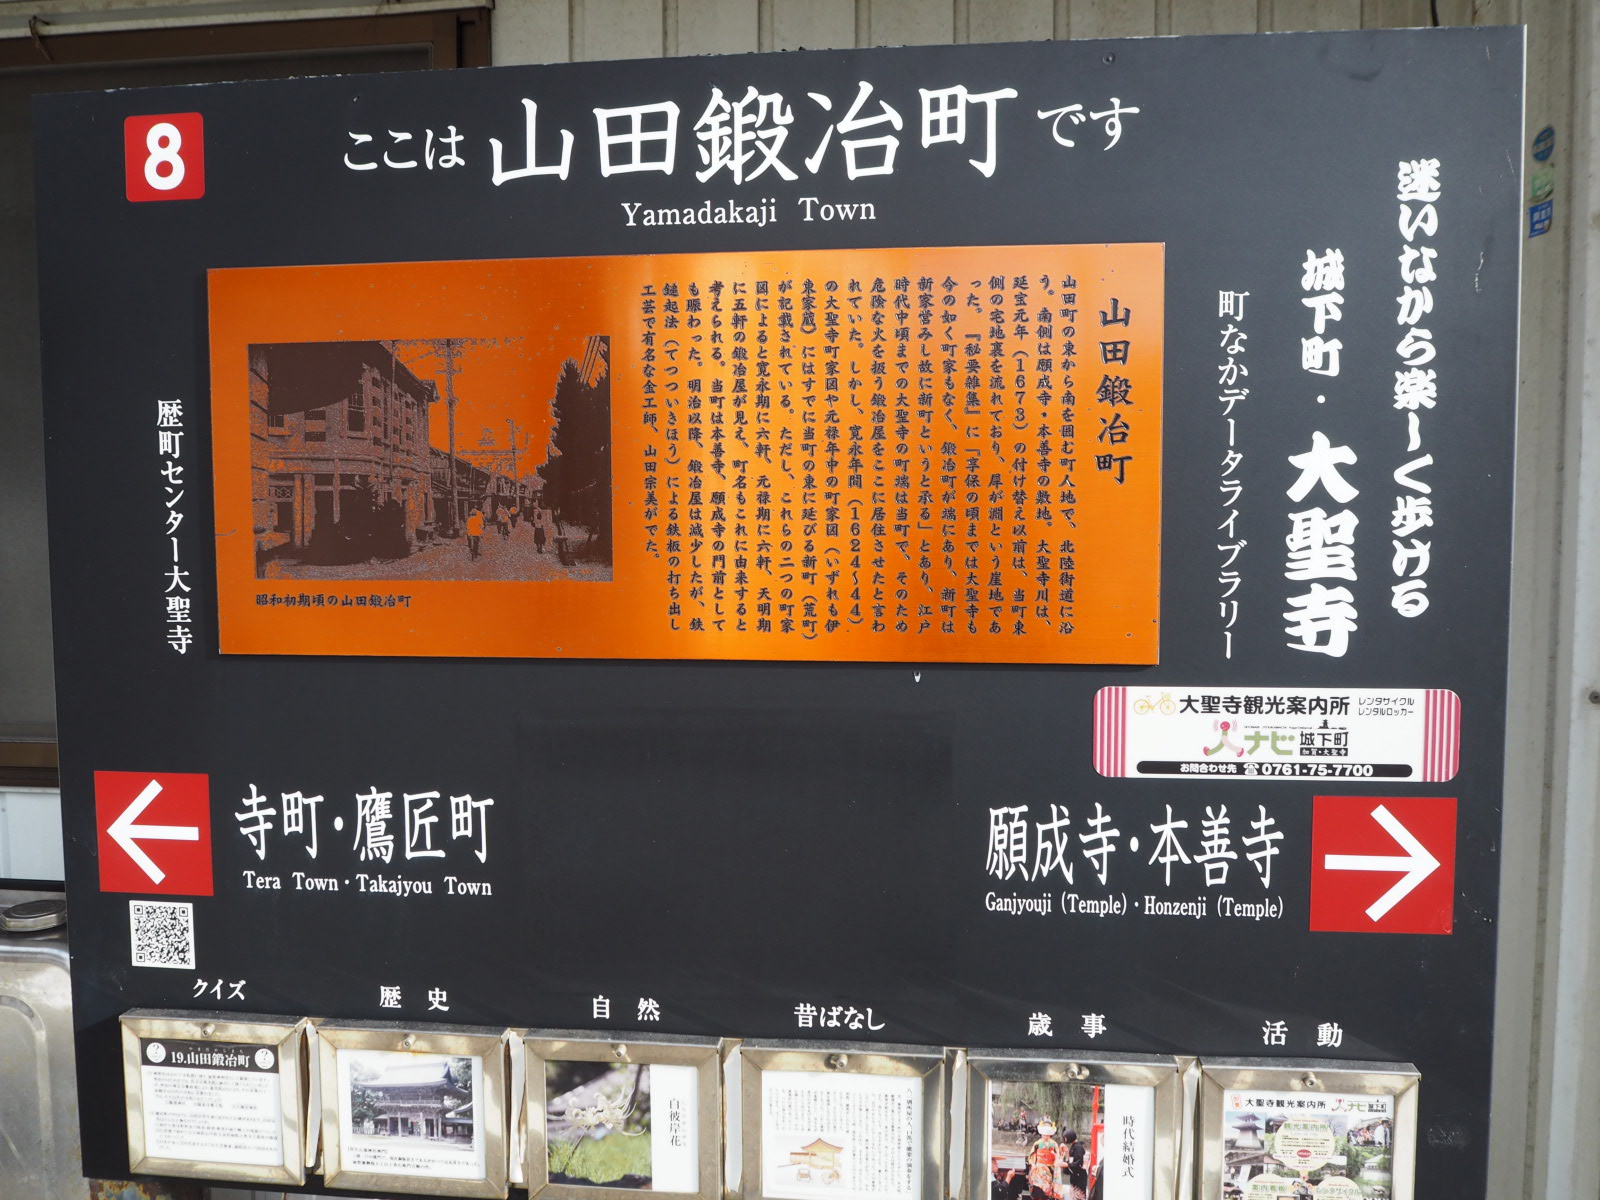 8
ここは 山田鍛冶町 です
Yamadakaji Town
迷いながら楽しく歩ける
城下町・大聖寺
町なかデータライブラリー
山田鍛冶町
山田町の東から南を囲む町人地で、北陸街道に沿
う。南側は願成寺・本善寺の敷地。大聖寺川は、
延宝元年（1673）の付け替え以前は、当町東
側の宅地裏を流れており、岸が淵という崖地であ
った。『秘要雑集』に「享保の頃までは大聖寺も
今の如く町家もなく、鍛冶町が端にあり、新町は
新家営みし故に新町というと承る」とあり、江戸
時代中頃までの大聖寺の町端は当町で、そのため
危険な火を扱う鍛冶屋をここに居住させたと言わ
れていた。しかし、寛永年間（1624〜44）
の大聖寺町家図や元禄年中の町家図（いずれも伊
東家蔵）にはすでに当町の東に延びる新町（荒町）
が記載されている。ただし、これらの二つの町家
図によると寛永期に六軒、元禄期に六軒、天明期
に五軒の鍛冶屋が見え、町名もこれに由来すると
考えられる。当町は本善寺、願成寺の門前として
も賑わった。明治以降、鍛冶屋は減少したが、鉄
鎚起法（てつついきほう）による鉄板の打ち出し
工芸で有名な金工師、山田宗美がでた。
昭和初期頃の山田鍛冶町
歴町センター大聖寺
大聖寺観光案内所 レンタサイクル
レンタルロッカー
ナビ 城下町
加賀・大聖寺
お問合わせ先 ☎0761-75-7700
寺町・鷹匠町
Tera Town・Takajyou Town
願成寺・本善寺
Ganjyouji (Temple)・Honzenji (Temple)
クイズ
歴史
自然
昔ばなし
歳事
活動
19.山田鍛冶町
白彼岸花
時代結婚式
大聖寺観光案内所
観光案内所
レンタサイクル